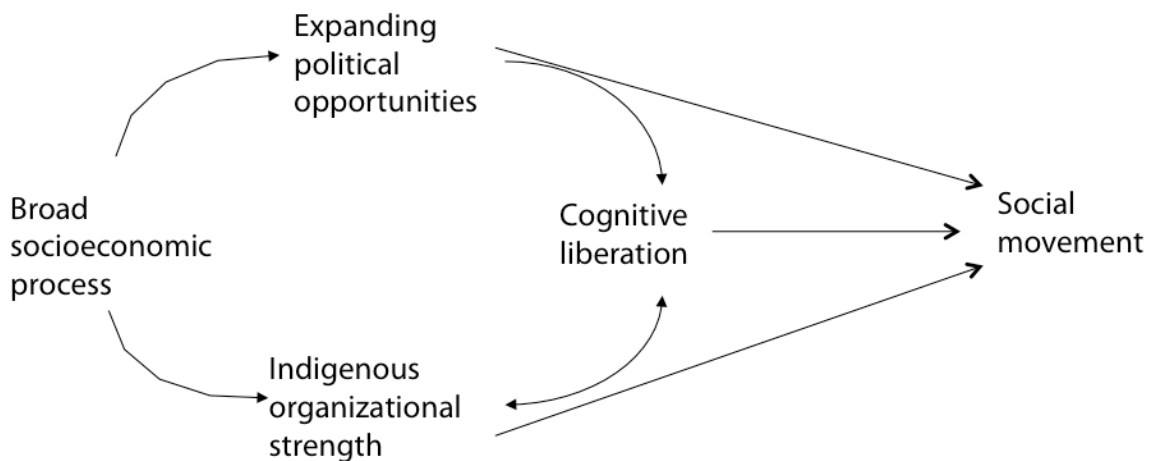 Expanding
political
opportunities
Broad
socioeconomic
process
Cognitive
liberation
Social
movement
Indigenous
organizational
strength